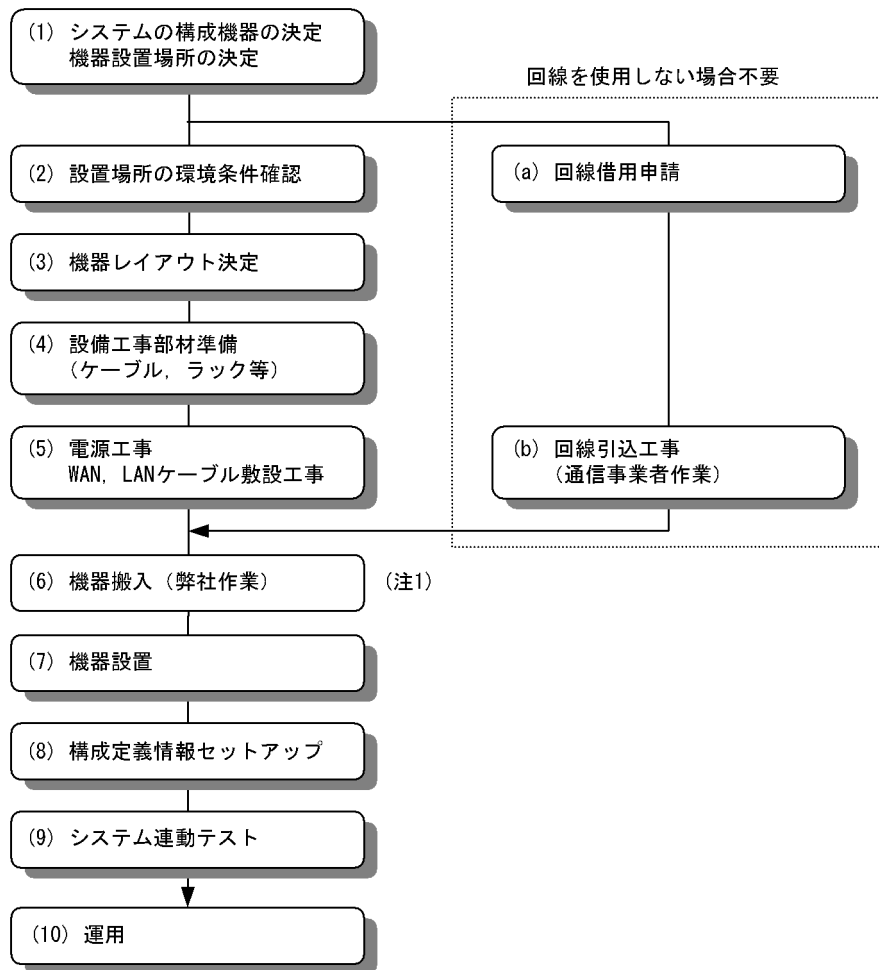 (1) システムの構成機器の決定
機器設置場所の決定
回線を使用しない場合不要
(2) 設置場所の環境条件確認
(a) 回線借用申請
(3) 機器レイアウト決定
(4) 設備工事部材準備
(ケーブル，ラック等)
(5) 電源工事
WAN，LANケーブル敷設工事
(b) 回線引込工事
(通信事業者作業)
(6) 機器搬入（弊社作業）
(注1)
(7) 機器設置
(8) 構成定義情報セットアップ
(9) システム連動テスト
(10) 運用